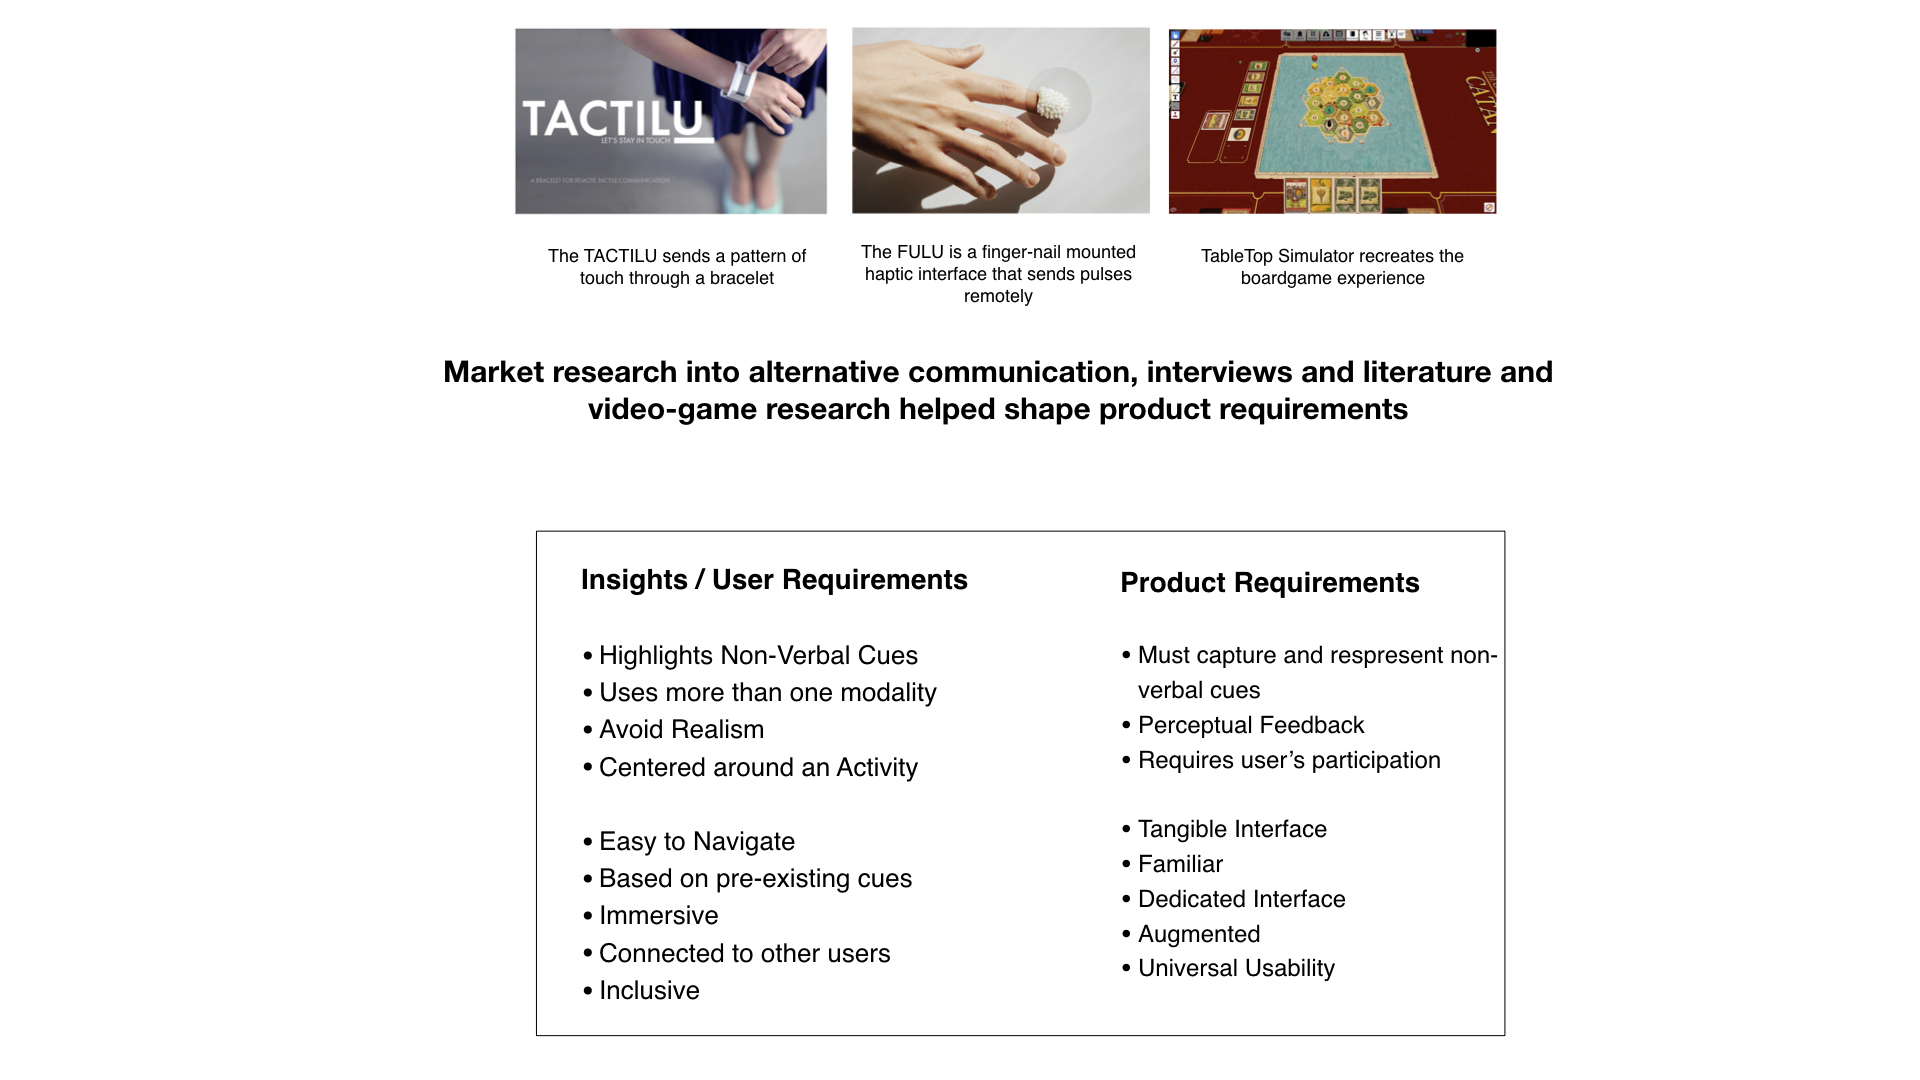 TACTILU
LET'S STAY IN TOUCH
A BRACELET FOR REMOTE TACTILE COMMUNICATION
CATAN
The TACTILU sends a pattern of
touch through a bracelet
The FULU is a finger-nail mounted
haptic interface that sends pulses
remotely
TableTop Simulator recreates the
boardgame experience
Market research into alternative communication, interviews and literature and
video-game research helped shape product requirements
Insights / User Requirements
• Highlights Non-Verbal Cues
• Uses more than one modality
• Avoid Realism
• Centered around an Activity
• Easy to Navigate
• Based on pre-existing cues
• Immersive
• Connected to other users
• Inclusive
Product Requirements
• Must capture and respresent non-
verbal cues
• Perceptual Feedback
• Requires user’s participation
• Tangible Interface
• Familiar
• Dedicated Interface
• Augmented
• Universal Usability